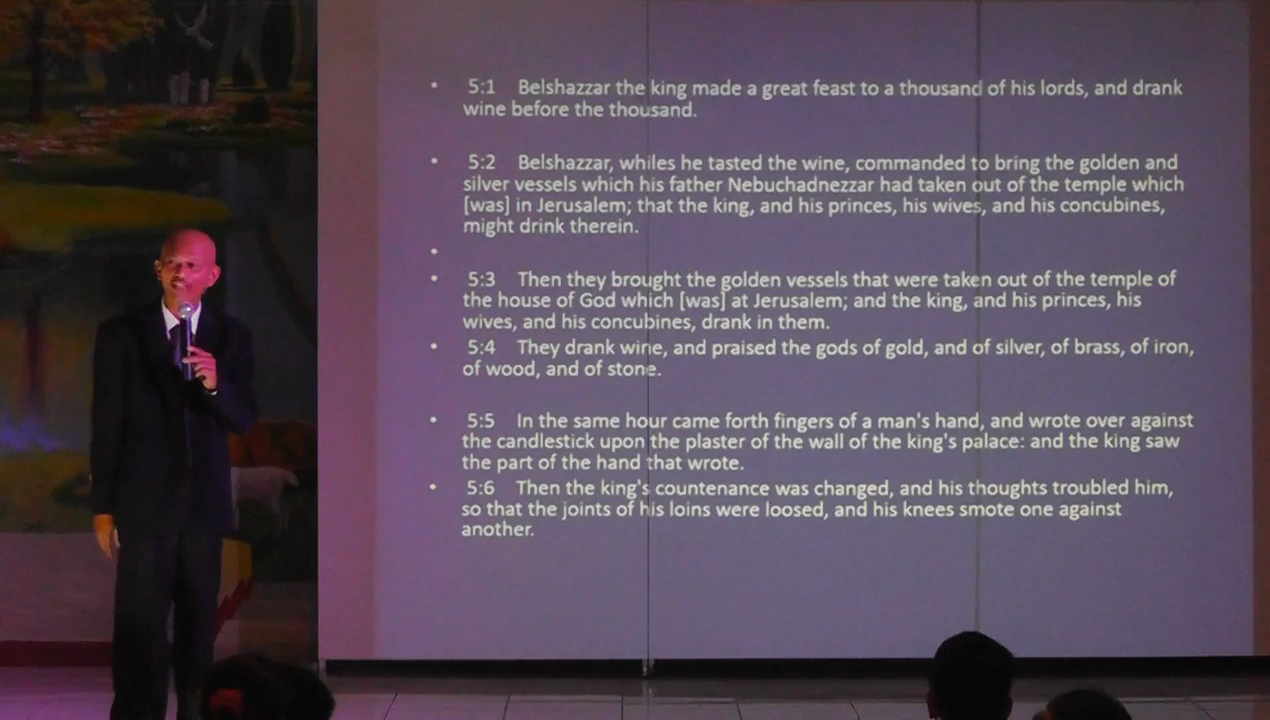 • 5:1 Belshazzar the king made a great feast to a thousand of his lords, and drank
wine before the thousand.
• 5:2 Belshazzar, whiles he tasted the wine, commanded to bring the golden and
silver vessels which his father Nebuchadnezzar had taken out of the temple which
[was] in Jerusalem; that the king, and his princes, his wives, and his concubines,
might drink therein.
•
• 5:3 Then they brought the golden vessels that were taken out of the temple of
the house of God which [was] at Jerusalem; and the king, and his princes, his
wives, and his concubines, drank in them.
• 5:4 They drank wine, and praised the gods of gold, and of silver, of brass, of iron,
of wood, and of stone.
• 5:5 In the same hour came forth fingers of a man's hand, and wrote over against
the candlestick upon the plaster of the wall of the king's palace: and the king saw
the part of the hand that wrote.
• 5:6 Then the king's countenance was changed, and his thoughts troubled him,
so that the joints of his loins were loosed, and his knees smote one against
another.